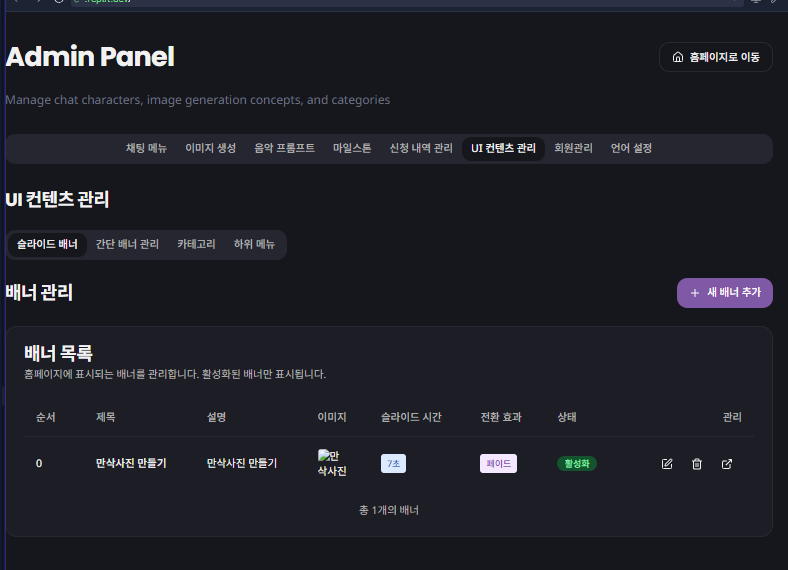 Admin Panel
홈페이지로 이동
Manage chat characters, image generation concepts, and categories
채팅 메뉴 이미지 생성 음악 프롬프트 마일스톤 신청 내역 관리 UI 컨텐츠 관리 회원관리 언어 설정
UI 컨텐츠 관리
슬라이드 배너 간단 배너 관리 카테고리 하위 메뉴
배너 관리
새 배너 추가
배너 목록
홈페이지에 표시되는 배너를 관리합니다. 활성화된 배너만 표시됩니다.
순서 제목 설명 이미지 슬라이드 시간 전환 효과 상태 관리
0 만삭사진 만들기 만삭사진 만들기 만삭사진 7초 페이드 활성화
총 1개의 배너